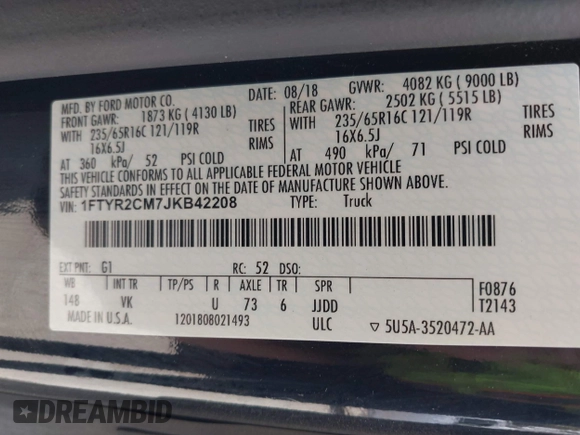 MFD. BY FORD MOTOR CO.
DATE: 08/18 GVWR: 4082 KG ( 9000 LB)
FRONT GAWR: 1873 KG ( 4130 LB) REAR GAWR: 2502 KG ( 5515 LB)
WITH 235/65R16C 121/119R TIRES WITH 235/65R16C 121/119R TIRES
16X6.5J RIMS 16X6.5J RIMS
AT 360 kPa/ 52 PSI COLD AT 490 kPa/ 71 PSI COLD
THIS VEHICLE CONFORMS TO ALL APPLICABLE FEDERAL MOTOR VEHICLE
SAFETY STANDARDS IN EFFECT ON THE DATE OF MANUFACTURE SHOWN ABOVE.
VIN: 1FTYR2CM7JKB42208 TYPE: Truck
EXT PNT: G1 RC: 52 DSO:
WB INT TR TP/PS R AXLE TR SPR F0876
148 VK U 73 6 JJDD T2143
MADE IN U.S.A. 1201808021493 ULC ▽ 5U5A-3520472-AA
DREAMBID